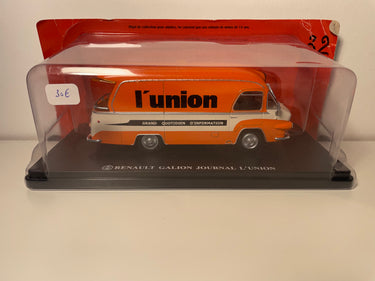 32
30€
l'union
GRAND QUOTIDIEN D'INFORMATION
RENAULT GALION JOURNAL L'UNION